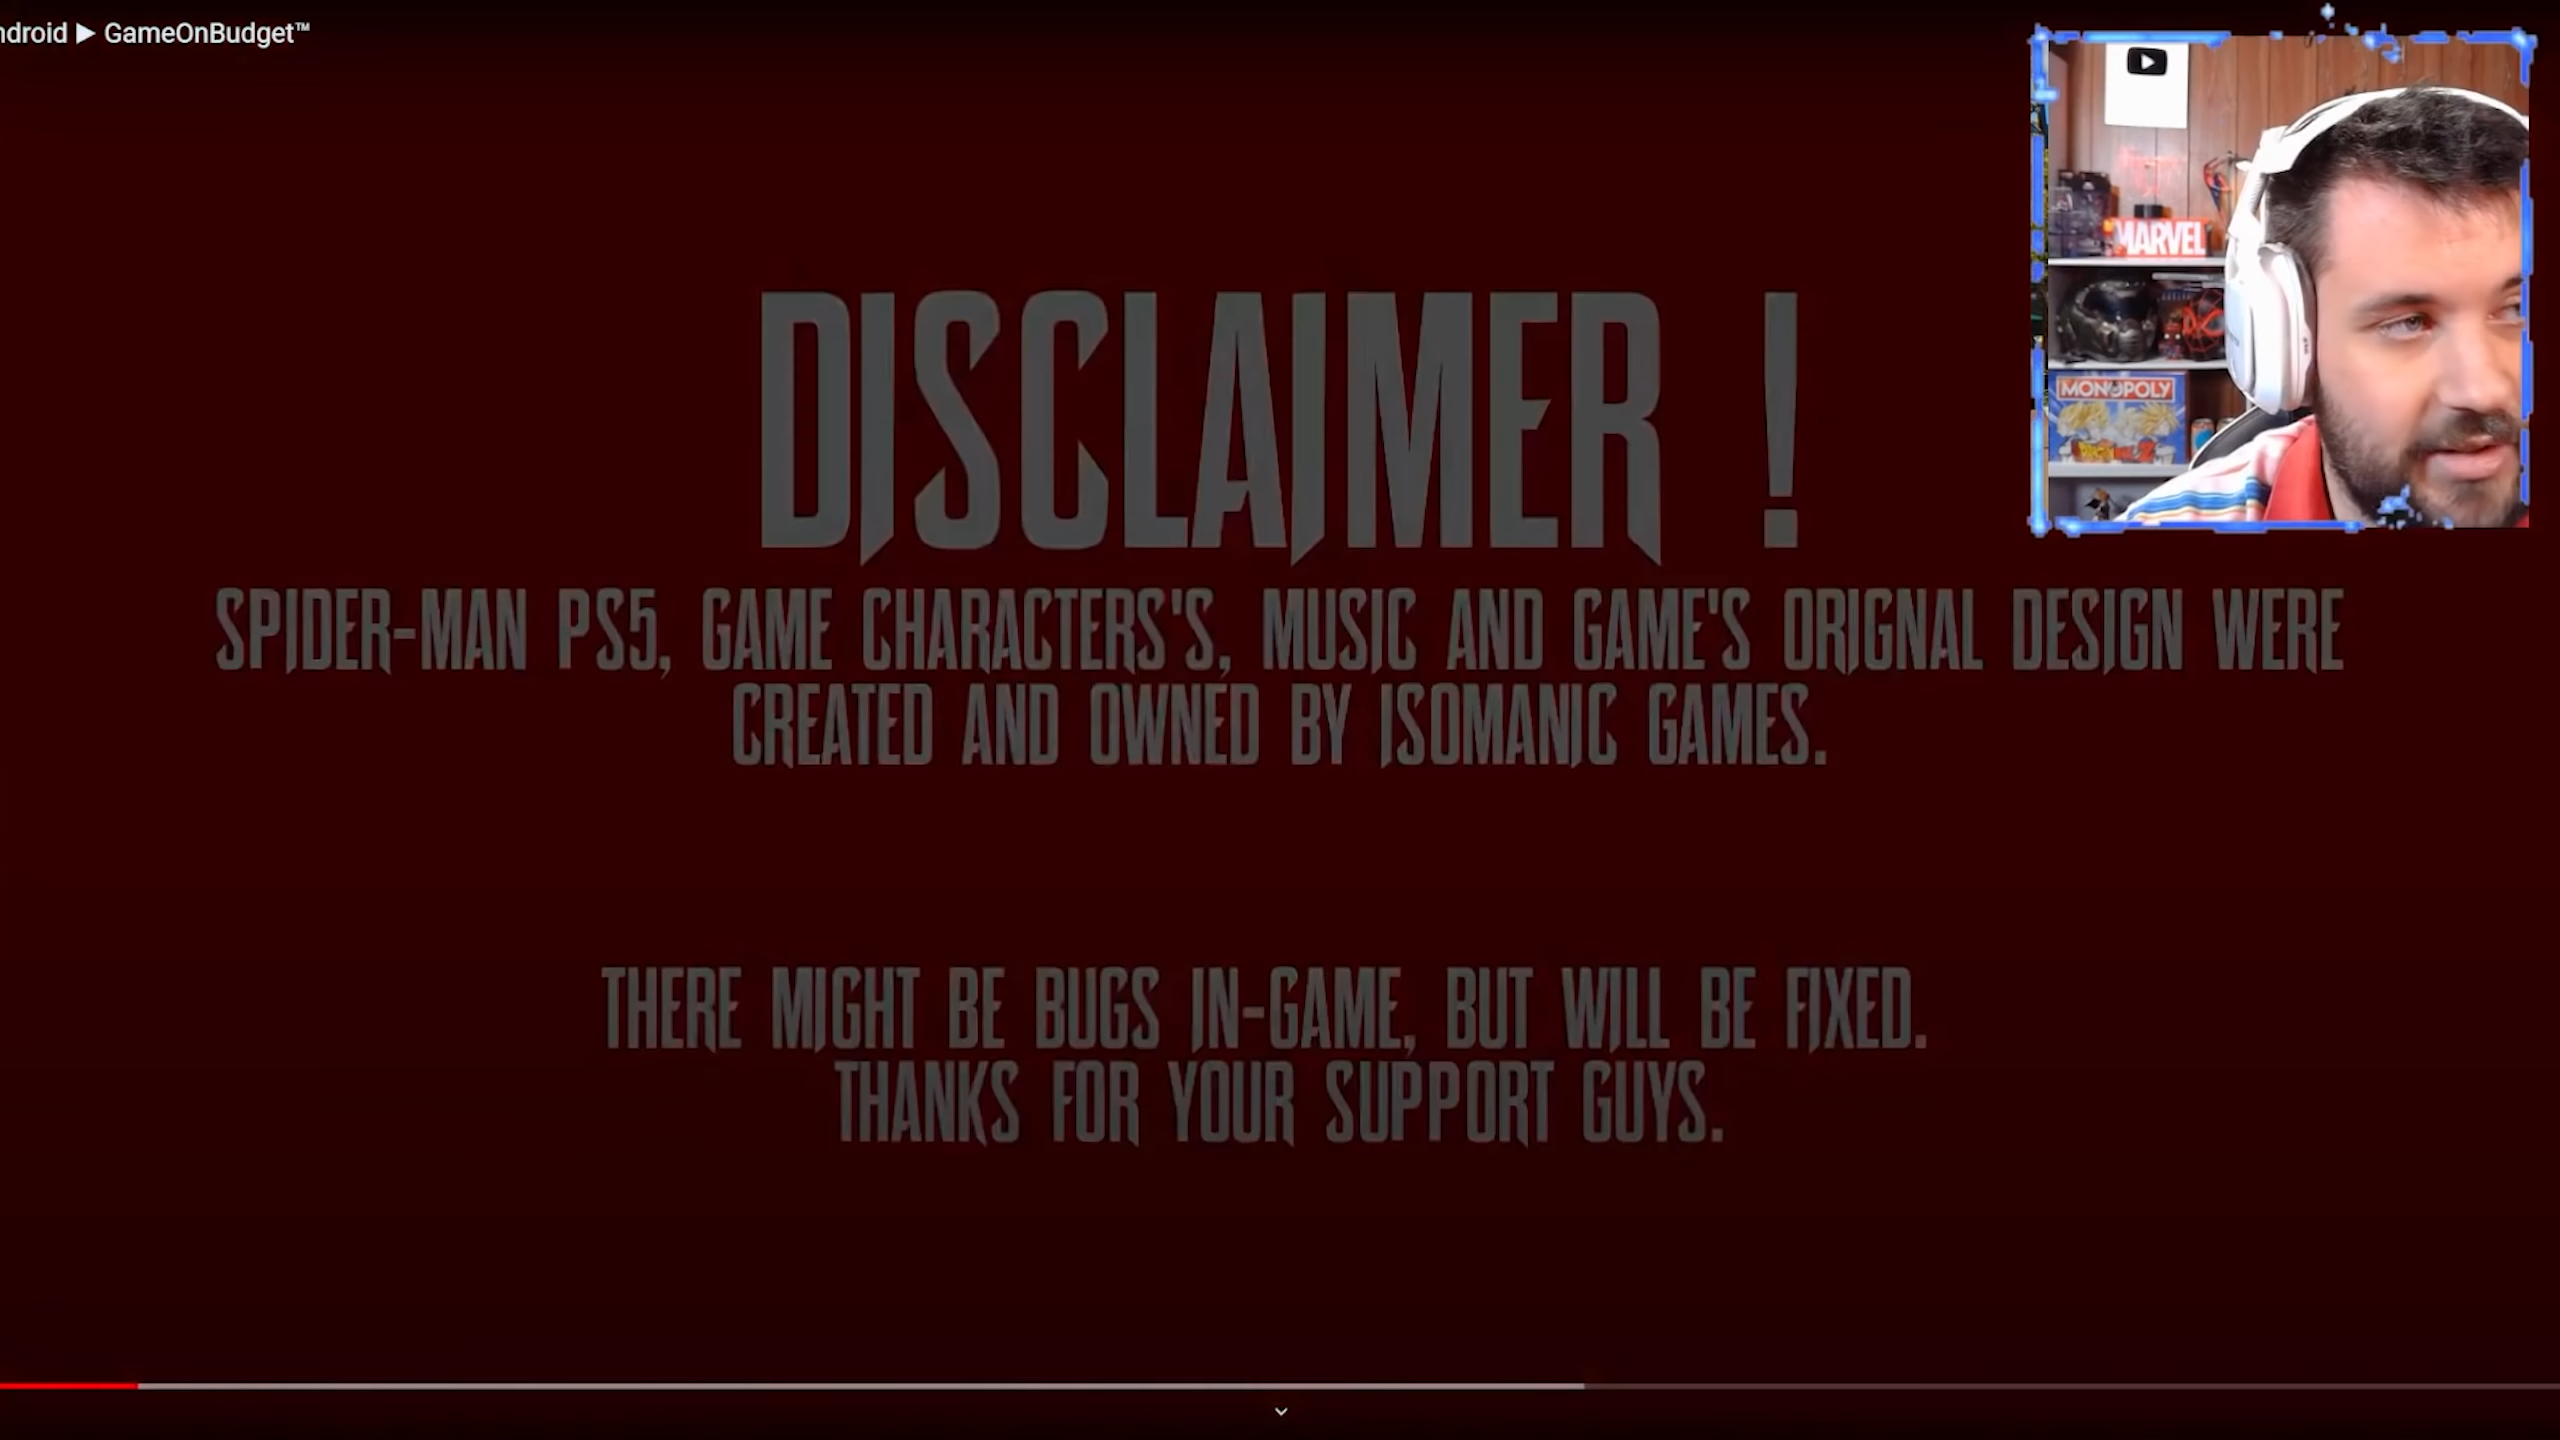 ndroid ▶ GameOnBudget™
MARVEL
MONOPOLY
DISCLAIMER !
SPIDER-MAN PS5, GAME CHARACTERS'S, MUSIC AND GAME'S ORIGNAL DESIGN WERE
CREATED AND OWNED BY ISOMANIC GAMES.
THERE MIGHT BE BUGS IN-GAME, BUT WILL BE FIXED.
THANKS FOR YOUR SUPPORT GUYS.